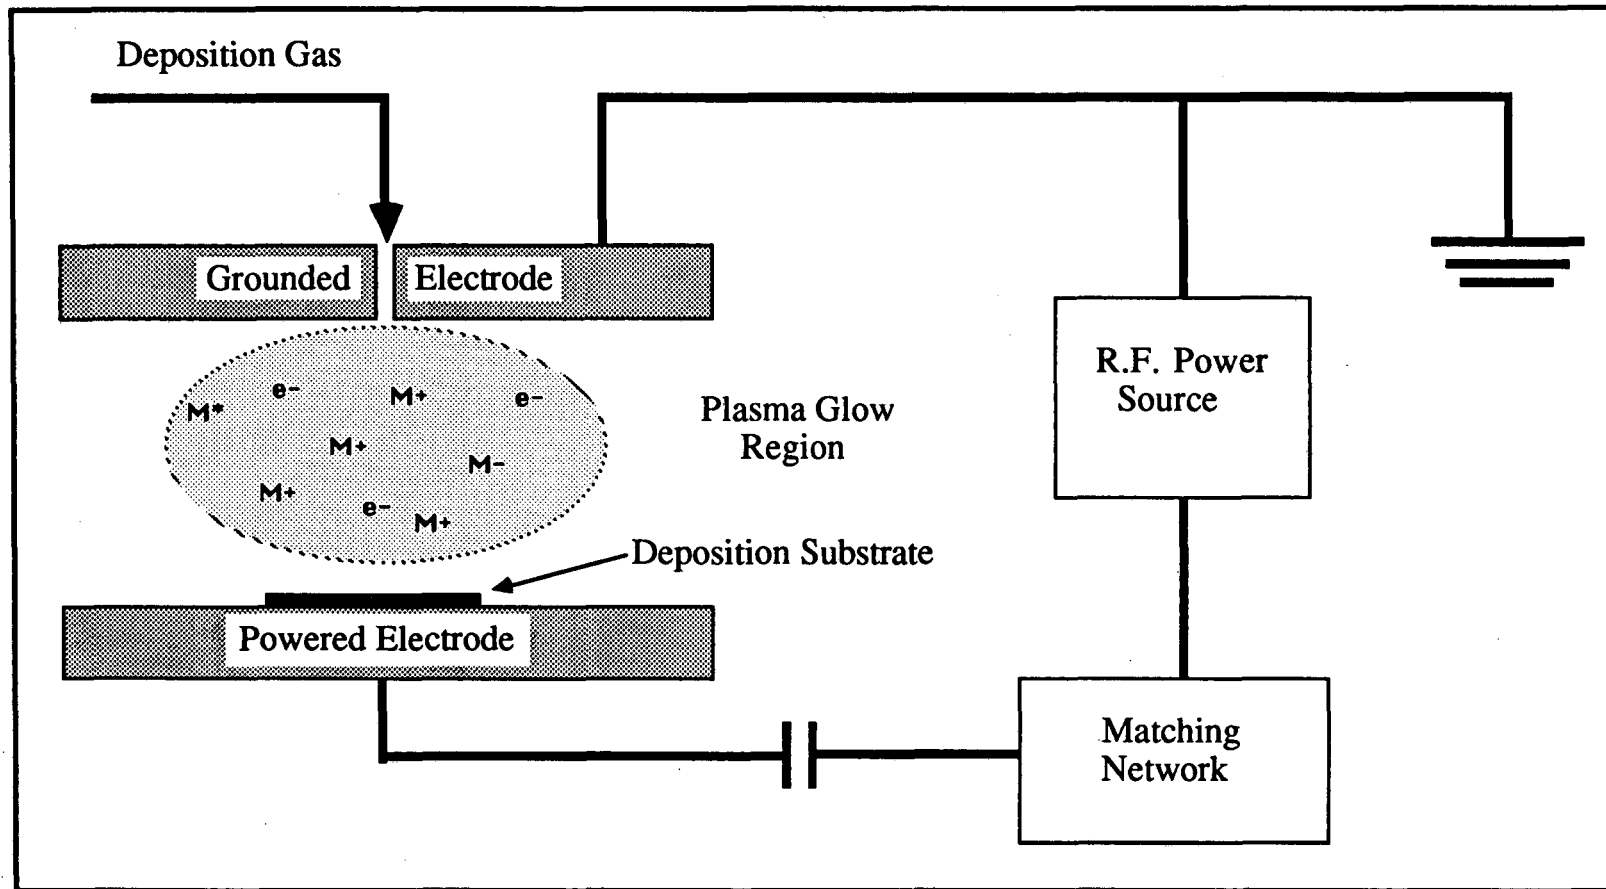 Deposition Gas
Grounded
Electrode
R.F. Power
Source
M*
e-
M+
e-
Plasma Glow
Region
M+
M-
M+
e-
M+
Deposition Substrate
Powered Electrode
Matching
Network